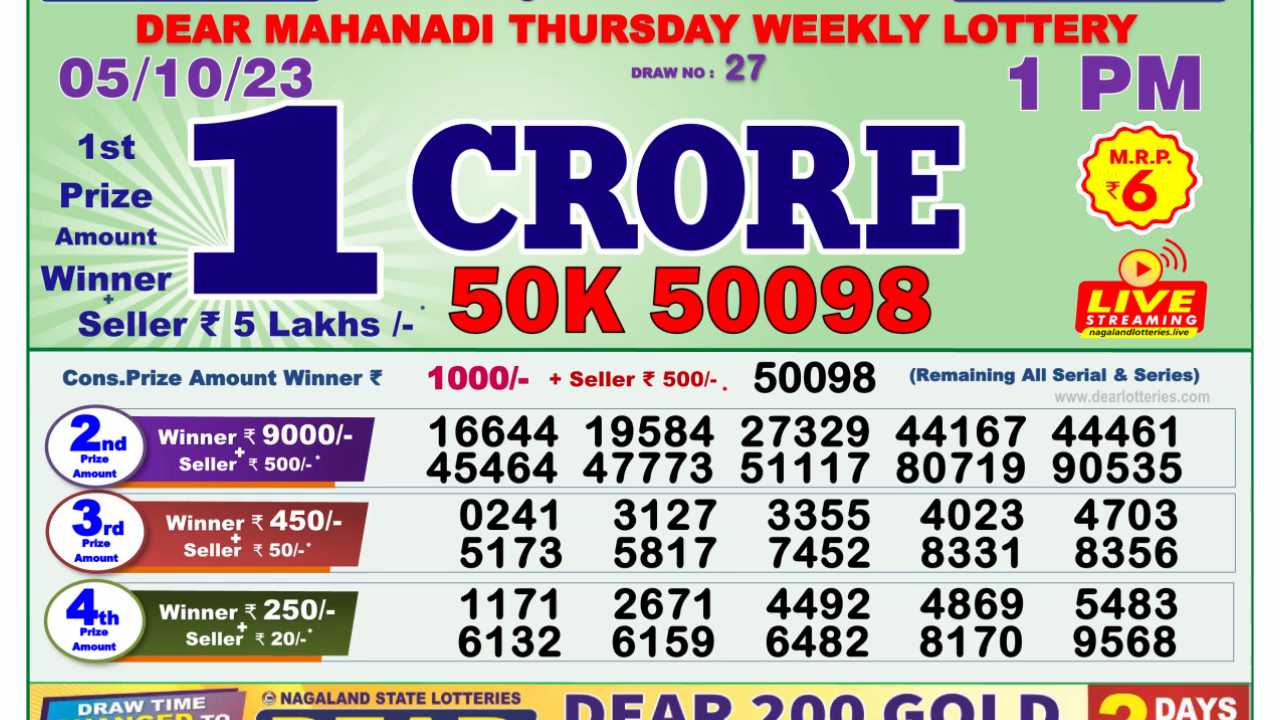 DEAR MAHANADI THURSDAY WEEKLY LOTTERY
05/10/23
DRAW NO : 27
1 PM
1st
Prize
Amount
Winner
+
Seller ₹ 5 Lakhs /-*
1 CRORE
50K 50098
M.R.P.
₹6
LIVE
STREAMING
nagalandlotteries.live
Cons.Prize Amount Winner ₹ 1000/- + Seller ₹ 500/- . 50098 (Remaining All Serial & Series)
www.dearlotteries.com
2nd
Prize
Amount
Winner ₹ 9000/-
+
Seller ₹ 500/-*
16644 19584 27329 44167 44461
45464 47773 51117 80719 90535
3rd
Prize
Amount
Winner ₹ 450/-
+
Seller ₹ 50/-*
0241 3127 3355 4023 4703
5173 5817 7452 8331 8356
4th
Prize
Amount
Winner ₹ 250/-
+
Seller ₹ 20/-*
1171 2671 4492 4869 5483
6132 6159 6482 8170 9568
DRAW TIME
TO
NAGALAND STATE LOTTERIES
DEAR
DEAR 200 GOLD
DAYS